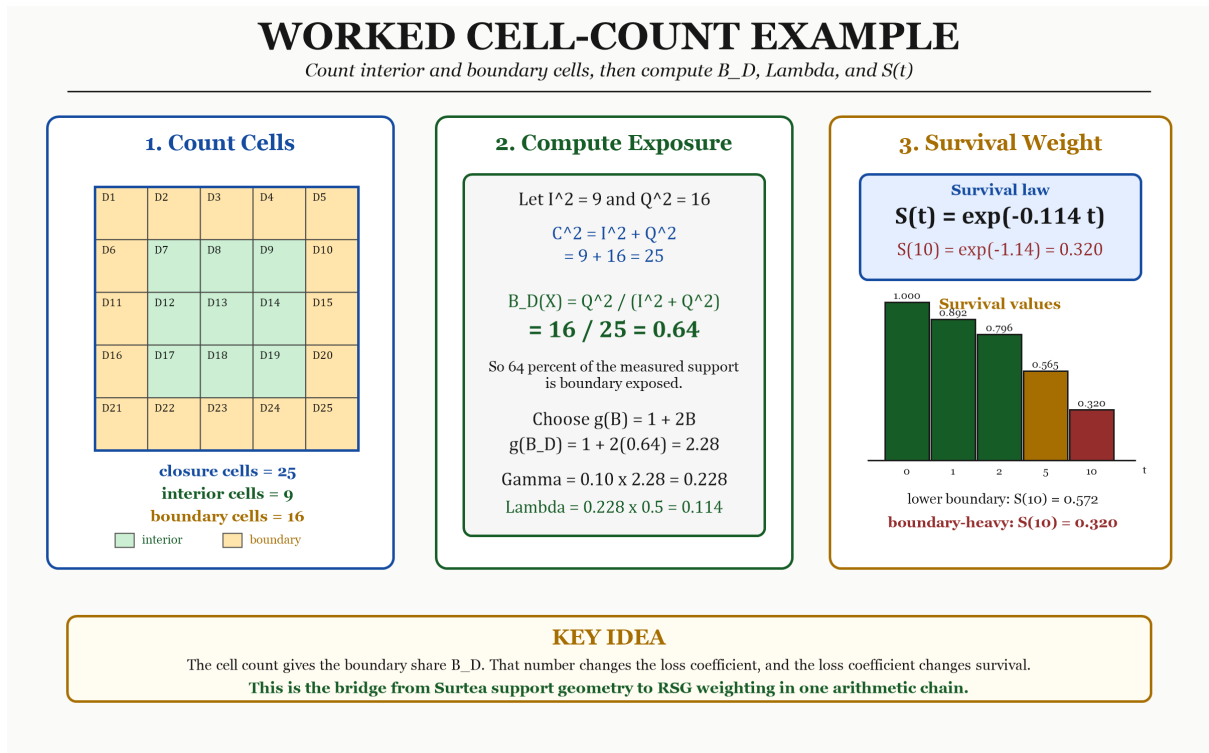 WORKED CELL-COUNT EXAMPLE
Count interior and boundary cells, then compute B_D, Lambda, and S(t)
1. Count Cells
D1 D2 D3 D4 D5
D6 D7 D8 D9 D10
D11 D12 D13 D14 D15
D16 D17 D18 D19 D20
D21 D22 D23 D24 D25
closure cells = 25
interior cells = 9
boundary cells = 16
interior boundary
2. Compute Exposure
Let I^2 = 9 and Q^2 = 16
C^2 = I^2 + Q^2
= 9 + 16 = 25
B_D(X) = Q^2 / (I^2 + Q^2)
= 16 / 25 = 0.64
So 64 percent of the measured support
is boundary exposed.
Choose g(B) = 1 + 2B
g(B_D) = 1 + 2(0.64) = 2.28
Gamma = 0.10 x 2.28 = 0.228
Lambda = 0.228 x 0.5 = 0.114
3. Survival Weight
Survival law
S(t) = exp(-0.114 t)
S(10) = exp(-1.14) = 0.320
Survival values
1.000
0.892
0.796
0.565
0.320
0 1 2 5 10 t
lower boundary: S(10) = 0.572
boundary-heavy: S(10) = 0.320
KEY IDEA
The cell count gives the boundary share B_D. That number changes the loss coefficient, and the loss coefficient changes survival.
This is the bridge from Surtea support geometry to RSG weighting in one arithmetic chain.